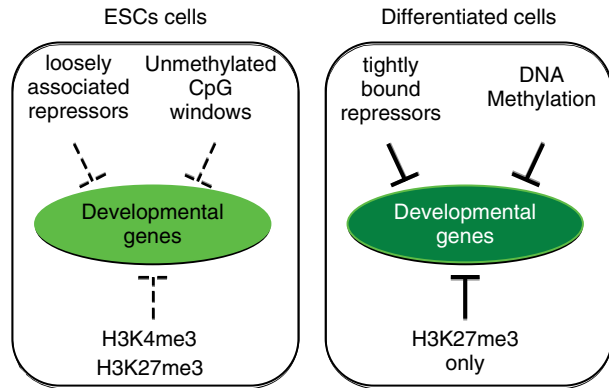 ESCs cells
loosely
associated
repressors
Unmethylated
CpG
windows
Developmental
genes
H3K4me3
H3K27me3
Differentiated cells
tightly
bound
repressors
DNA
Methylation
Developmental
genes
H3K27me3
only